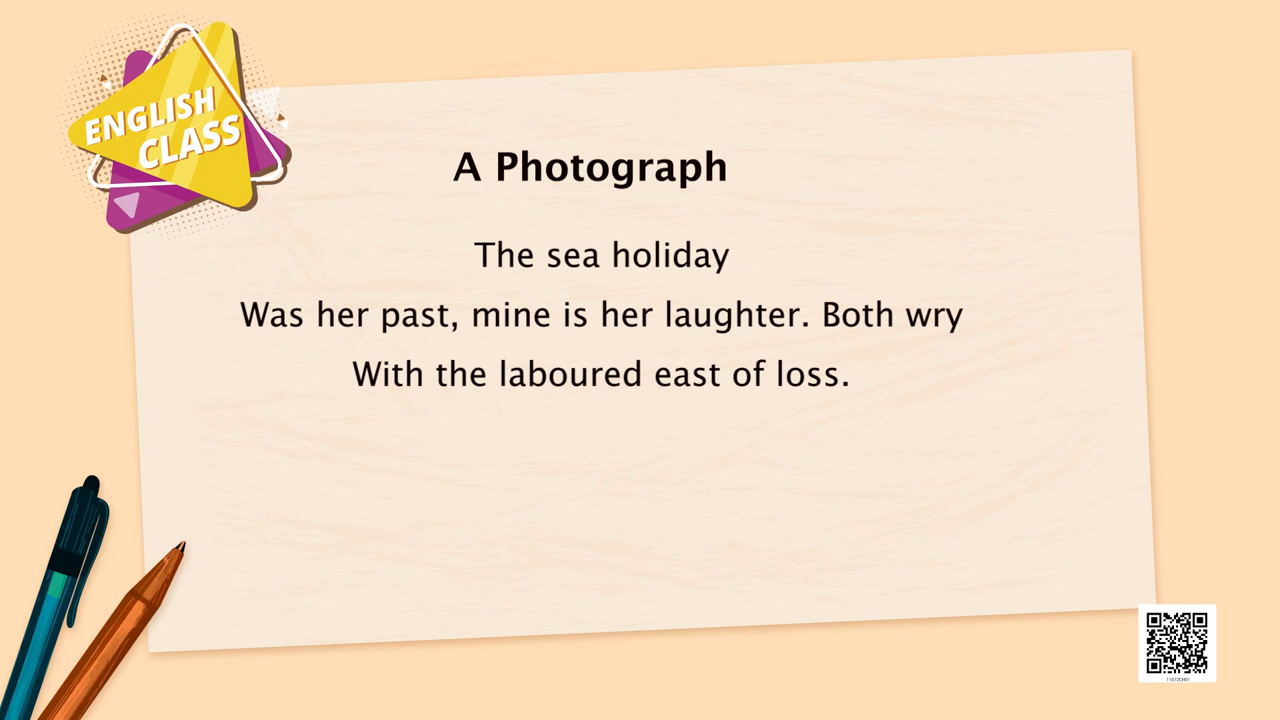 ENGLISH
CLASS
A Photograph
The sea holiday
Was her past, mine is her laughter. Both wry
With the laboured east of loss.
11072CH01